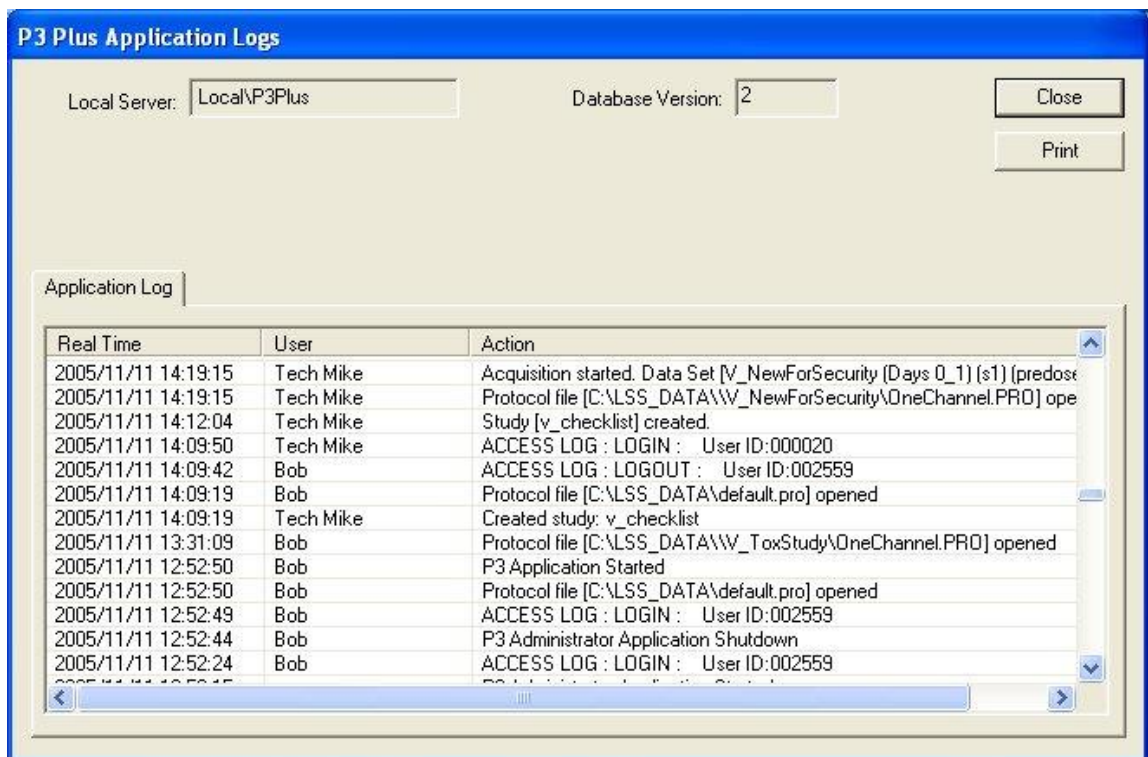 P3 Plus Application Logs
Local Server: Local\P3Plus Database Version: 2 Close
Print
Application Log
Real Time User Action
2005/11/11 14:19:15 Tech Mike Acquisition started. Data Set [V_NewForSecurity (Days 0_1) (s1) (predose
2005/11/11 14:19:15 Tech Mike Protocol file [C:\LSS_DATA\\V_NewForSecurity\OneChannel.PRO] ope
2005/11/11 14:12:04 Tech Mike Study [v_checklist] created.
2005/11/11 14:09:50 Tech Mike ACCESS LOG : LOGIN : User ID:000020
2005/11/11 14:09:42 Bob ACCESS LOG : LOGOUT : User ID:002559
2005/11/11 14:09:19 Bob Protocol file [C:\LSS_DATA\default.pro] opened
2005/11/11 14:09:19 Tech Mike Created study: v_checklist
2005/11/11 13:31:09 Bob Protocol file [C:\LSS_DATA\\V_ToxStudy\OneChannel.PRO] opened
2005/11/11 12:52:50 Bob P3 Application Started
2005/11/11 12:52:50 Bob Protocol file [C:\LSS_DATA\default.pro] opened
2005/11/11 12:52:49 Bob ACCESS LOG : LOGIN : User ID:002559
2005/11/11 12:52:44 Bob P3 Administrator Application Shutdown
2005/11/11 12:52:24 Bob ACCESS LOG : LOGIN : User ID:002559